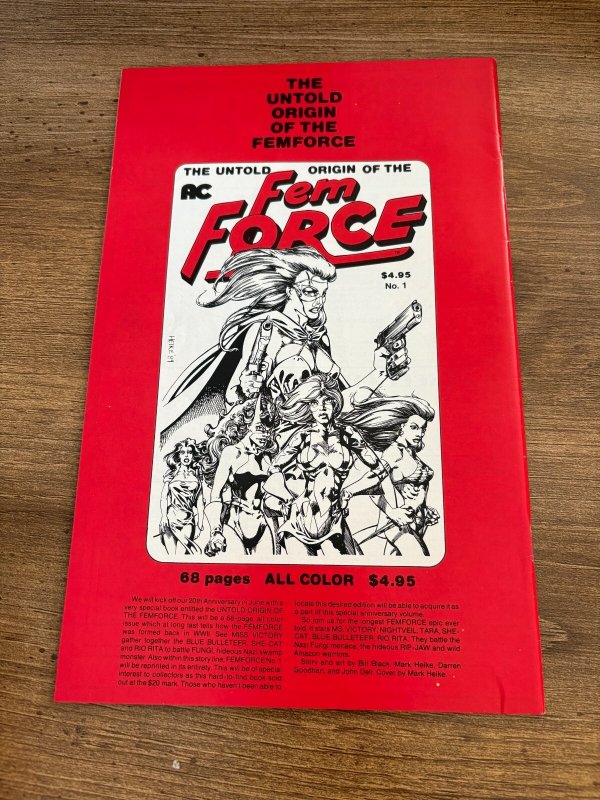 THE
UNTOLD
ORIGIN
OF THE
FEMFORCE
THE UNTOLD ORIGIN OF THE
AC
Fem
FORCE
$4.95
No. 1
HEIKE 89
68 pages ALL COLOR $4.95
We will kick off our 20th Anniversary in June with a
very special book entitled the UNTOLD ORIGIN OF
THE FEMFORCE. This will be a 68-page, all color
issue which at long last tells how the FEMFORCE
was formed back in WWII. See MISS VICTORY
gather together the BLUE BULLETEER, SHE-CAT
and RIO RITA to battle FUNGI, hideous Nazi swamp
monster. Also within this story line, FEMFORCE No. 1
will be reprinted in its entirety. This will be of special
interest to collectors as this hard-to-find book sold
out at the $20 mark. Those who haven't been able to
locate this desired edition will be able to acquire it as
a part of this special anniversary volume.
So join us for the longest FEMFORCE epic ever
told. It stars MS. VICTORY, NIGHTVEIL, TARA, SHE-
CAT, BLUE BULLETEER, RIO RITA. They battle the
Nazi Fungi menace, the hideous RIP-JAW and wild
Amazon warriors.
Story and art by Bill Black, Mark Heike, Darren
Goodhart, and John Dell. Cover by Mark Heike.